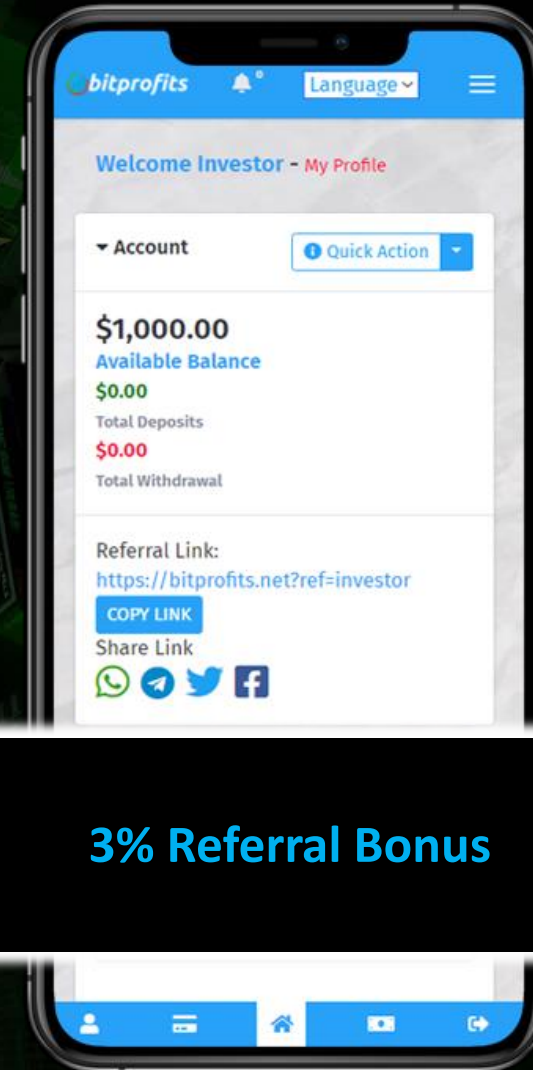 bitprofits Language
Welcome Investor - My Profile
Account Quick Action
$1,000.00
Available Balance
$0.00
Total Deposits
$0.00
Total Withdrawal
Referral Link:
https://bitprofits.net?ref=investor
COPY LINK
Share Link
3% Referral Bonus